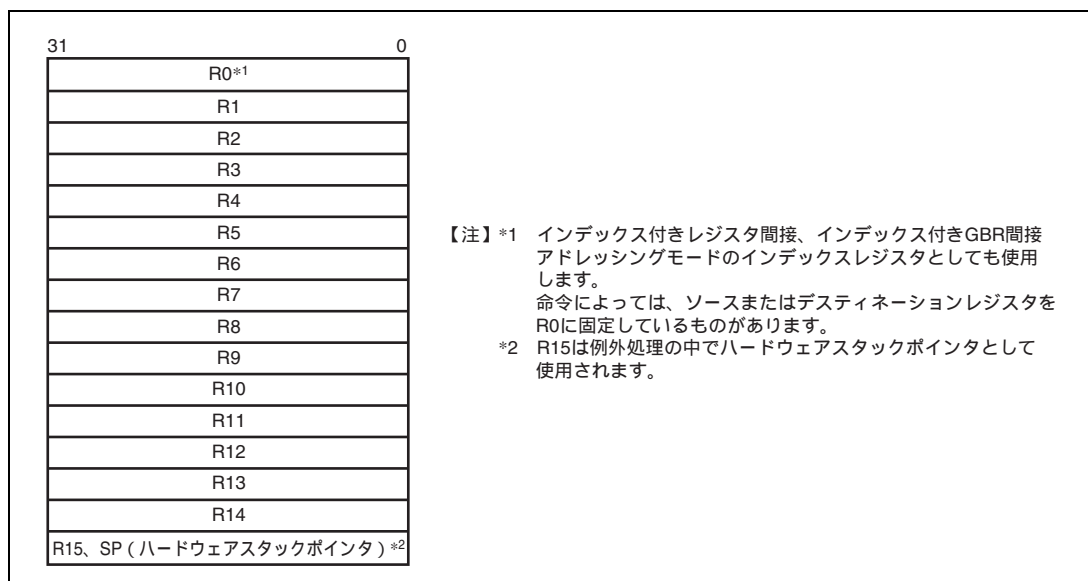 31 0
R0*1
R1
R2
R3
R4
R5
R6
R7
R8
R9
R10
R11
R12
R13
R14
R15、SP（ハードウェアスタックポインタ）*2
【注】*1 インデックス付きレジスタ間接、インデックス付きGBR間接
アドレッシングモードのインデックスレジスタとしても使用
します。
命令によっては、ソースまたはデスティネーションレジスタを
R0に固定しているものがあります。
*2 R15は例外処理の中でハードウェアスタックポインタとして
使用されます。